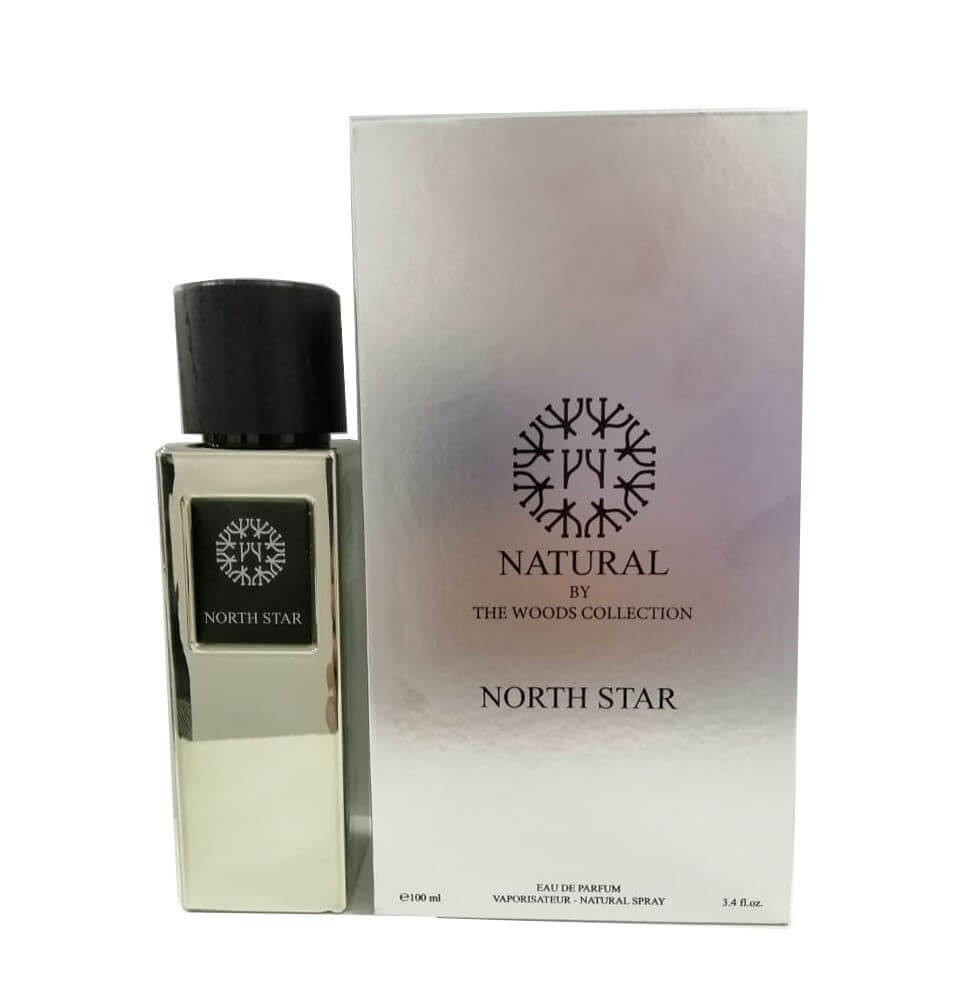 NORTH STAR
NATURAL
BY
THE WOODS COLLECTION
NORTH STAR
EAU DE PARFUM
℮100 ml VAPORISATEUR - NATURAL SPRAY 3.4 fl.oz.